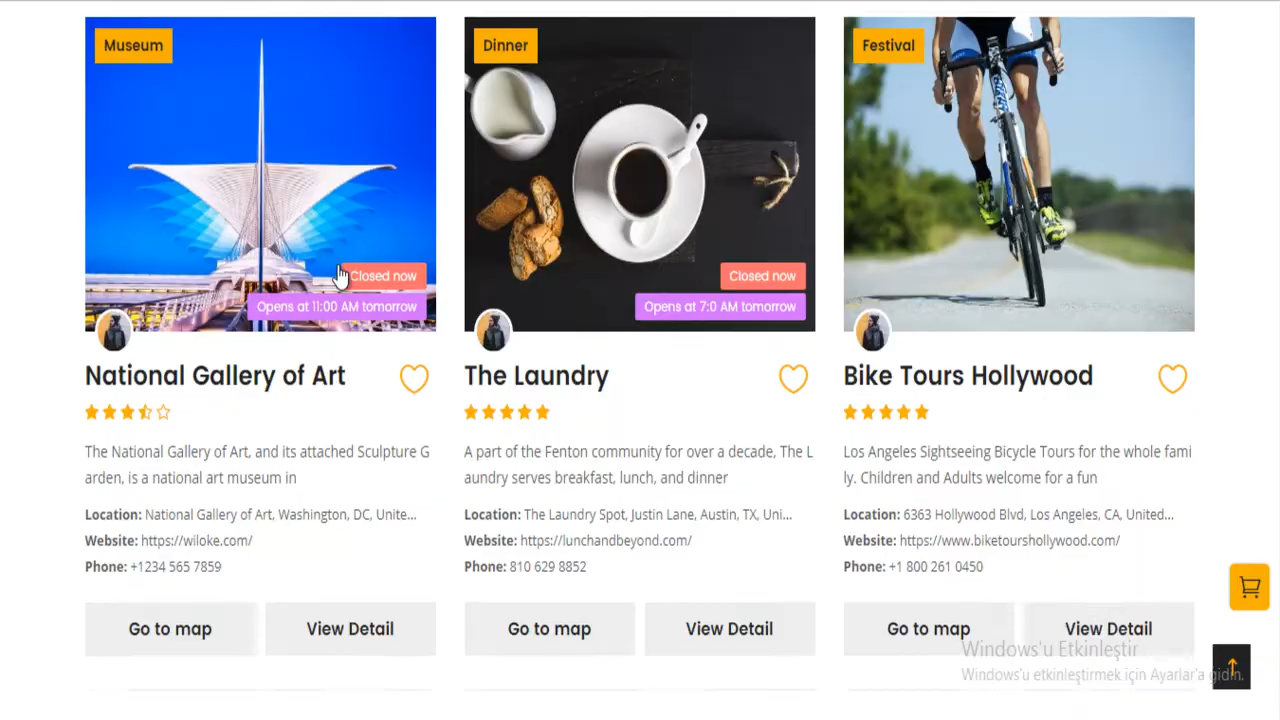 Museum
Closed now
Opens at 11:00 AM tomorrow
National Gallery of Art
The National Gallery of Art, and its attached Sculpture G
arden, is a national art museum in
Location: National Gallery of Art, Washington, DC, Unite...
Website: https://wiloke.com/
Phone: +1234 565 7859
Go to map
View Detail
Dinner
Closed now
Opens at 7:0 AM tomorrow
The Laundry
A part of the Fenton community for over a decade, The L
aundry serves breakfast, lunch, and dinner
Location: The Laundry Spot, Justin Lane, Austin, TX, Uni...
Website: https://lunchandbeyond.com/
Phone: 810 629 8852
Go to map
View Detail
Festival
Bike Tours Hollywood
Los Angeles Sightseeing Bicycle Tours for the whole fami
ly. Children and Adults welcome for a fun
Location: 6363 Hollywood Blvd, Los Angeles, CA, United...
Website: https://www.biketourshollywood.com/
Phone: +1 800 261 0450
Go to map
View Detail
Windows'u Etkinleştir
Windows'u etkinleştirmek için Ayarlar'a gidin.